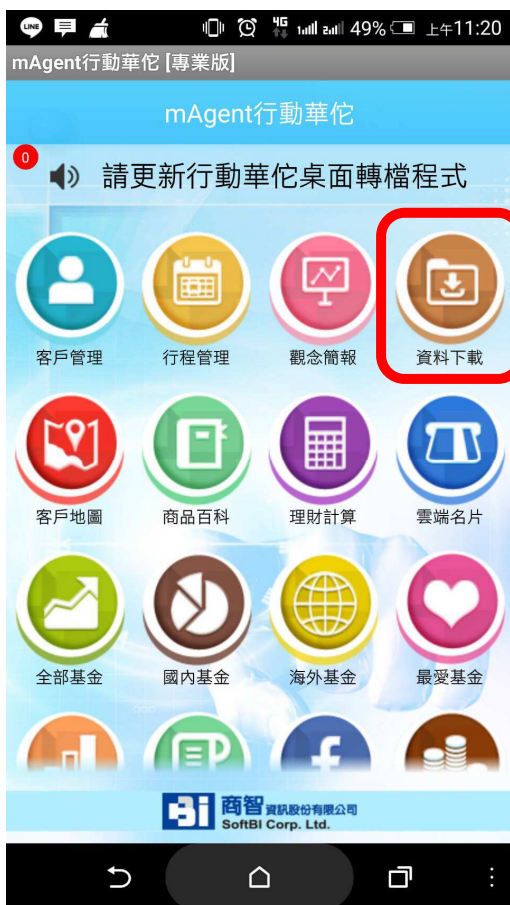 LINE 4G 49% 上午11:20
mAgent行動華佗 [專業版]
mAgent行動華佗
0
請更新行動華佗桌面轉檔程式
客戶管理 行程管理 觀念簡報 資料下載
客戶地圖 商品百科 理財計算 雲端名片
全部基金 國內基金 海外基金 最愛基金
Bi 商智 資訊股份有限公司
SoftBI Corp. Ltd.